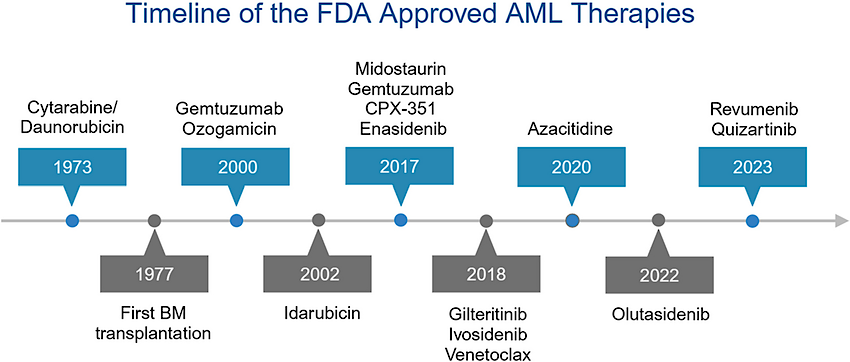 Timeline of the FDA Approved AML Therapies
Cytarabine/
Daunorubicin
1973
Gemtuzumab
Ozogamicin
2000
Midostaurin
Gemtuzumab
CPX-351
Enasidenib
2017
Azacitidine
2020
Revumenib
Quizartinib
2023
1977
First BM
transplantation
2002
Idarubicin
2018
Gilteritinib
Ivosidenib
Venetoclax
2022
Olutasidenib